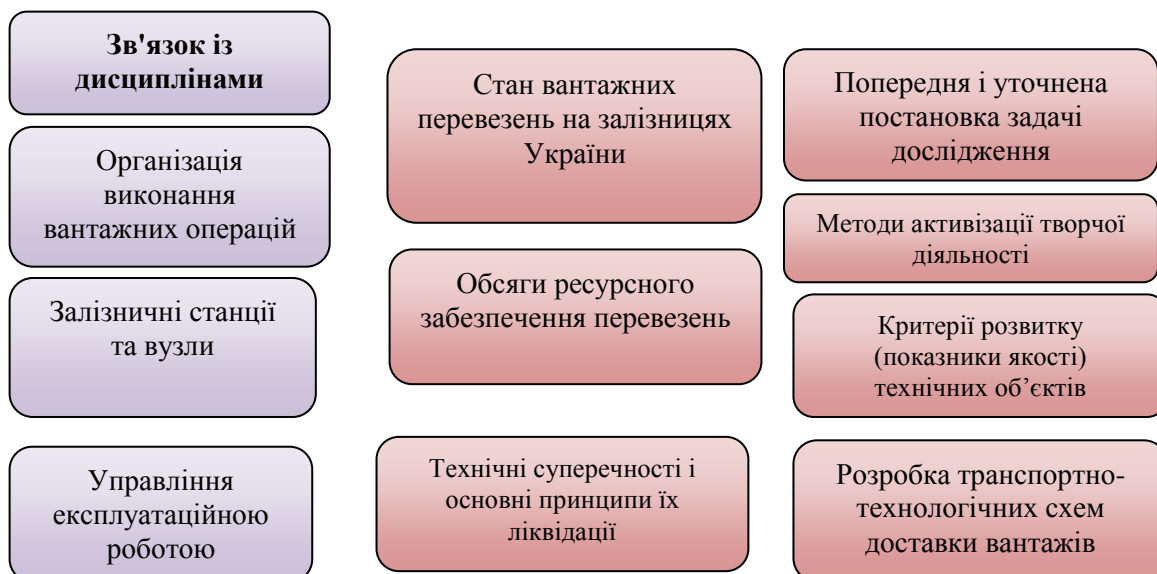 Зв'язок із
дисциплінами
Організація
виконання
вантажних операцій
Залізничні станції
та вузли
Управління
експлуатаційною
роботою
Стан вантажних
перевезень на залізницях
України
Обсяги ресурсного
забезпечення перевезень
Технічні суперечності і
основні принципи їх
ліквідації
Попередня і уточнена
постановка задачі
дослідження
Методи активізації творчої
діяльності
Критерії розвитку
(показники якості)
технічних об’єктів
Розробка транспортно-
технологічних схем
доставки вантажів